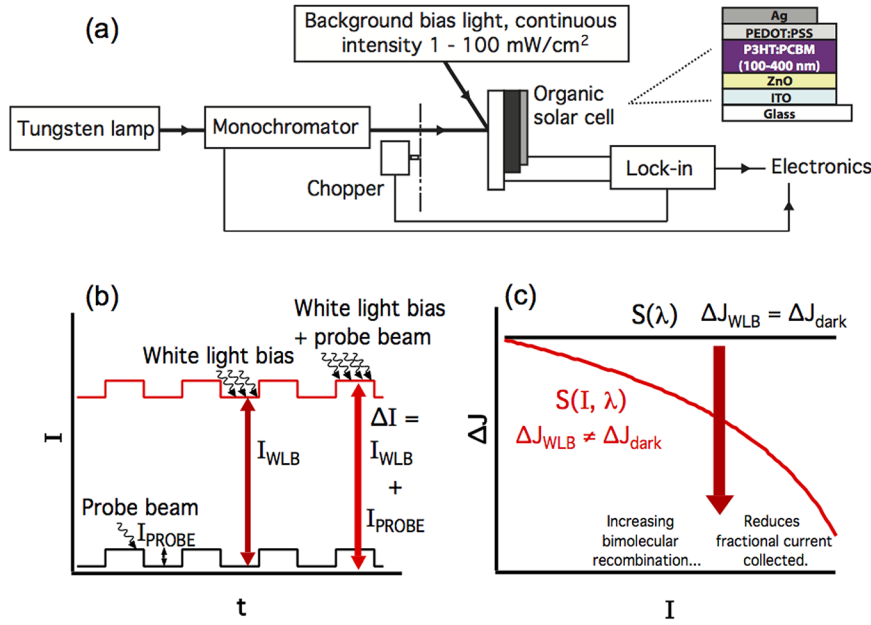 (a)
Background bias light, continuous
intensity 1 - 100 mW/cm²
Ag
PEDOT:PSS
P3HT:PCBM
(100-400 nm)
ZnO
ITO
Glass
Tungsten lamp
Monochromator
Organic
solar cell
Chopper
Lock-in
Electronics
(b)
White light bias
+ probe beam
White light bias
I
ΔI =
I_WLB
I_WLB
+
I_PROBE
Probe beam
I_PROBE
t
(c)
S(λ) ΔJ_WLB = ΔJ_dark
S(I, λ)
ΔJ_WLB ≠ ΔJ_dark
ΔJ
Increasing
bimolecular
recombination...
Reduces
fractional current
collected.
I